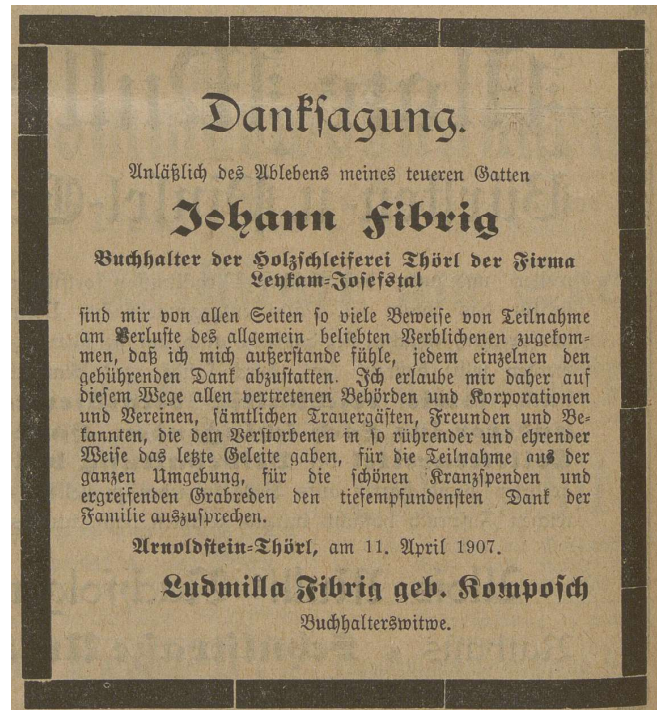 Danksagung.
Anläßlich des Ablebens meines teueren Gatten
Johann Fibrig
Buchhalter der Holzschleiferei Thörl der Firma
Leykam-Josefstal
sind mir von allen Seiten so viele Beweise von Teilnahme
am Verluste des allgemein beliebten Verblichenen zugekom-
men, daß ich mich außerstande fühle, jedem einzelnen den
gebührenden Dank abzustatten. Ich erlaube mir daher auf
diesem Wege allen vertretenen Behörden und Korporationen
und Vereinen, sämtlichen Trauergästen, Freunden und Be-
kannten, die dem Verstorbenen in so rührender und ehrender
Weise das letzte Geleite gaben, für die Teilnahme aus der
ganzen Umgebung, für die schönen Kranzspenden und
ergreifenden Grabreden den tiefempfundensten Dank der
Familie auszusprechen.
Arnoldstein-Thörl, am 11. April 1907.
Ludmilla Fibrig geb. Komposch
Buchhalterswitwe.